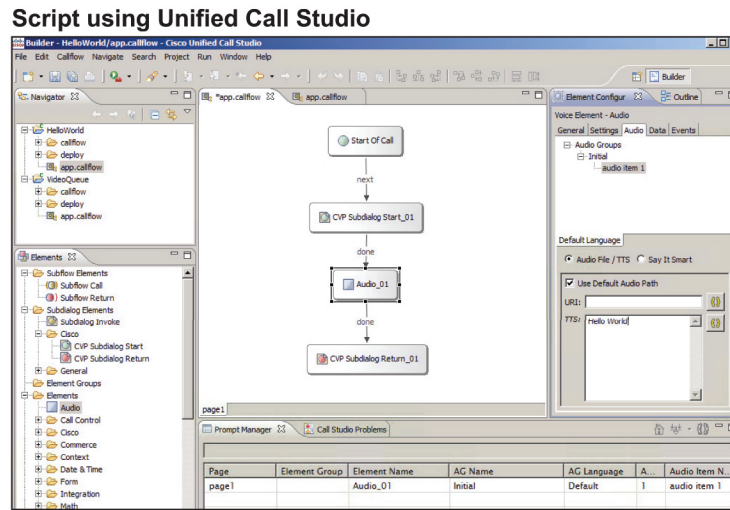 Script using Unified Call Studio
Builder - HelloWorld/app.callflow - Cisco Unified Call Studio
File Edit Callflow Navigate Search Project Run Window Help
Builder
Navigator
HelloWorld
callflow
deploy
app.callflow
VideoQueue
callflow
deploy
app.callflow
Elements
Subflow Elements
Subflow Call
Subflow Return
Subdialog Elements
Subdialog Invoke
Cisco
CVP Subdialog Start
CVP Subdialog Return
General
Element Groups
Elements
Audio
Call Control
Cisco
Commerce
Context
Date & Time
Form
Integration
Math
*app.callflow app.callflow
Start Of Call
next
CVP Subdialog Start_01
done
Audio_01
done
CVP Subdialog Return_01
page1
Element Configur Outline
Voice Element - Audio
General Settings Audio Data Events
Audio Groups
Initial
audio item 1
Default Language
Audio File / TTS Say It Smart
Use Default Audio Path
URI:
TTS: Hello World
Prompt Manager Call Studio Problems
Page Element Group Element Name AG Name AG Language A... Audio Item N...
page1 Audio_01 Initial Default 1 audio item 1